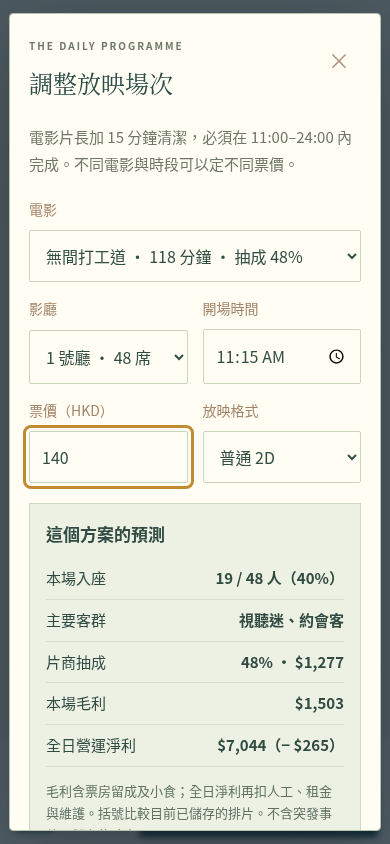 THE DAILY PROGRAMME
調整放映場次
電影片長加 15 分鐘清潔，必須在 11:00–24:00 內
完成。不同電影與時段可以定不同票價。
電影
無間打工道 · 118 分鐘 · 抽成 48%
影廳
開場時間
1 號廳 · 48 席
11:15 AM
票價（HKD）
放映格式
140
普通 2D
這個方案的預測
本場入座
19 / 48 人（40%）
主要客群
視聽迷、約會客
片商抽成
48% · $1,277
本場毛利
$1,503
全日營運淨利
$7,044（− $265）
毛利含票房留成及小食；全日淨利再扣人工、租金
與維護。括號比較目前已儲存的排片。不含突發事